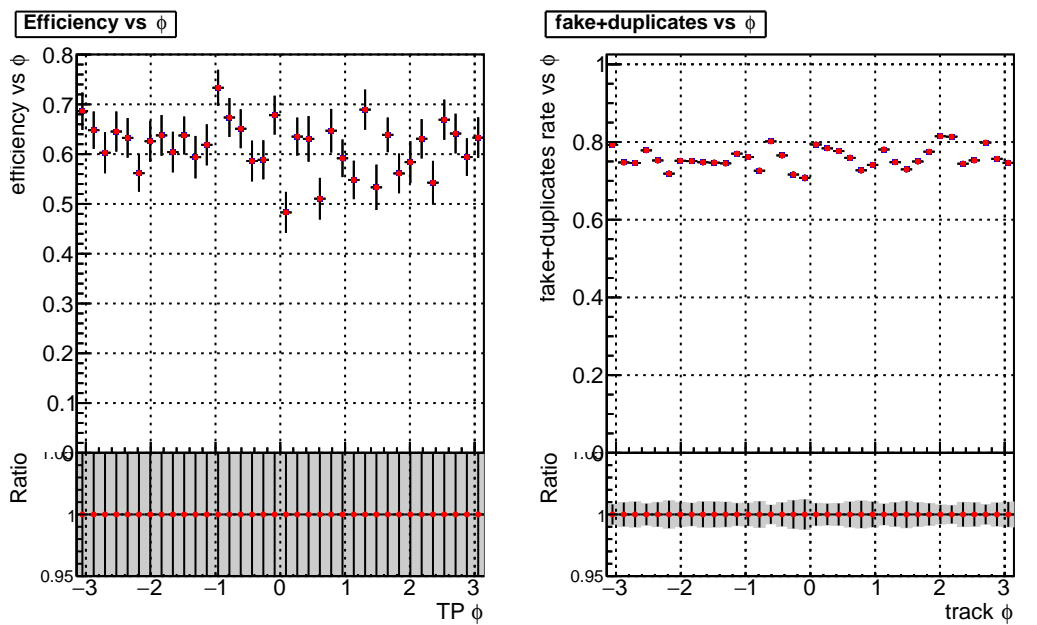 Efficiency vs ϕ
efficiency vs ϕ
0.8
0.7
0.6
0.5
0.4
0.3
0.2
0.1
0
Ratio
1
0.95
−3 −2 −1 0 1 2 3
TP ϕ
fake+duplicates vs ϕ
fake+duplicates rate vs ϕ
1
0.8
0.6
0.4
0.2
0
Ratio
1
0.95
−3 −2 −1 0 1 2 3
track ϕ